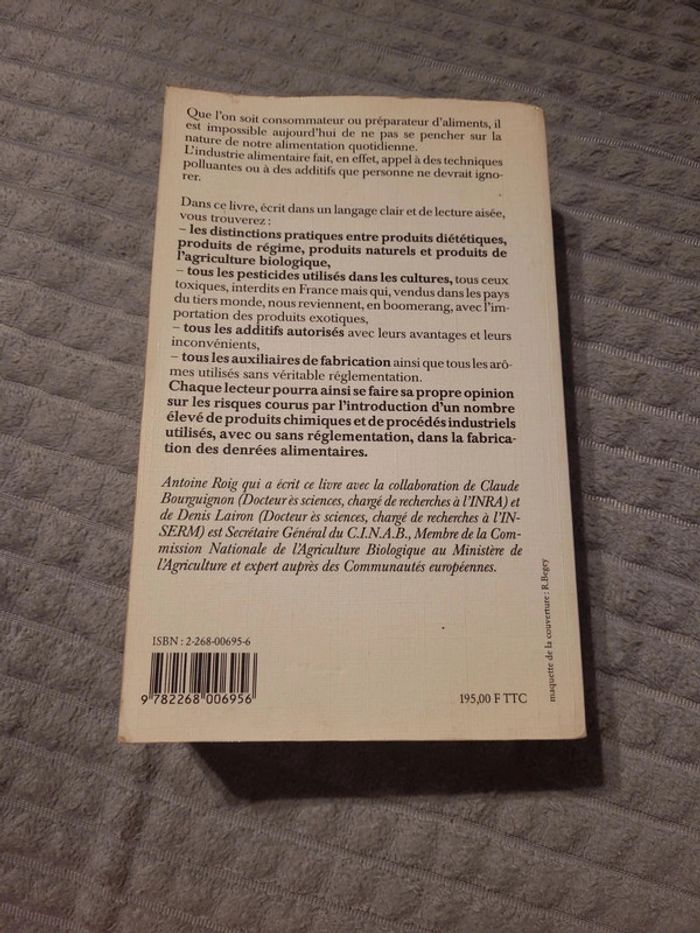 Que l'on soit consommateur ou préparateur d'aliments, il
est impossible aujourd'hui de ne pas se pencher sur la
nature de notre alimentation quotidienne.
L'industrie alimentaire fait, en effet, appel à des techniques
polluantes ou à des additifs que personne ne devrait igno-
rer.
Dans ce livre, écrit dans un langage clair et de lecture aisée,
vous trouverez :
– les distinctions pratiques entre produits diététiques,
produits de régime, produits naturels et produits de
l'agriculture biologique,
– tous les pesticides utilisés dans les cultures, tous ceux
toxiques, interdits en France mais qui, vendus dans les pays
du tiers monde, nous reviennent, en boomerang, avec l'im-
portation des produits exotiques,
– tous les additifs autorisés avec leurs avantages et leurs
inconvénients,
– tous les auxiliaires de fabrication ainsi que tous les arô-
mes utilisés sans véritable réglementation.
Chaque lecteur pourra ainsi se faire sa propre opinion
sur les risques courus par l'introduction d'un nombre
élevé de produits chimiques et de procédés industriels
utilisés, avec ou sans réglementation, dans la fabrica-
tion des denrées alimentaires.
Antoine Roig qui a écrit ce livre avec la collaboration de Claude
Bourguignon (Docteur ès sciences, chargé de recherches à l'INRA) et
de Denis Lairon (Docteur ès sciences, chargé de recherches à l'IN-
SERM) est Secrétaire Général du C.I.N.A.B., Membre de la Com-
mission Nationale de l'Agriculture Biologique au Ministère de
l'Agriculture et expert auprès des Communautés européennes.
ISBN : 2-268-00695-6
9 782268 006956
195,00 F TTC
maquette de la couverture : R. Begey